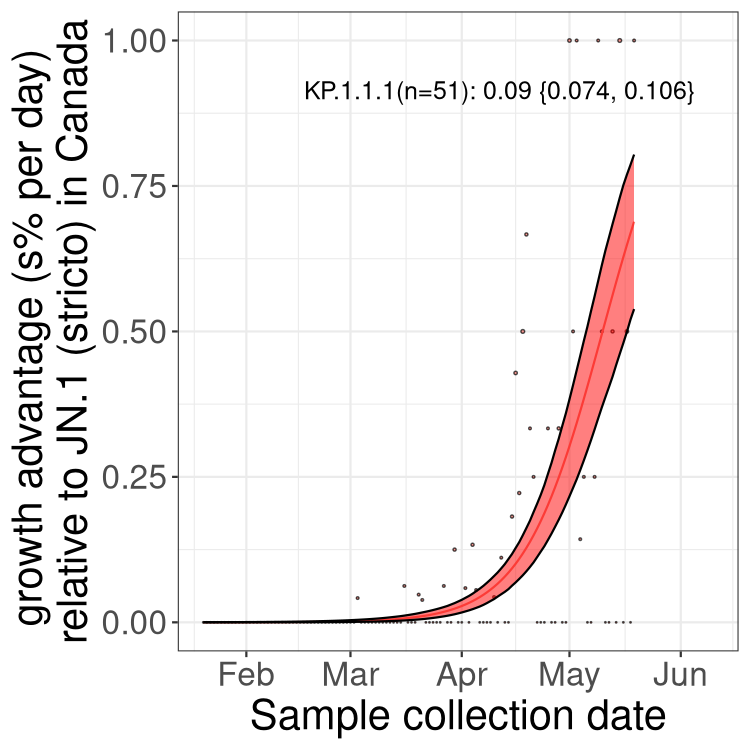 growth advantage (s% per day)
relative to JN.1 (stricto) in Canada
1.00
0.75
0.50
0.25
0.00
KP.1.1.1(n=51): 0.09 {0.074, 0.106}
Feb Mar Apr May Jun
Sample collection date